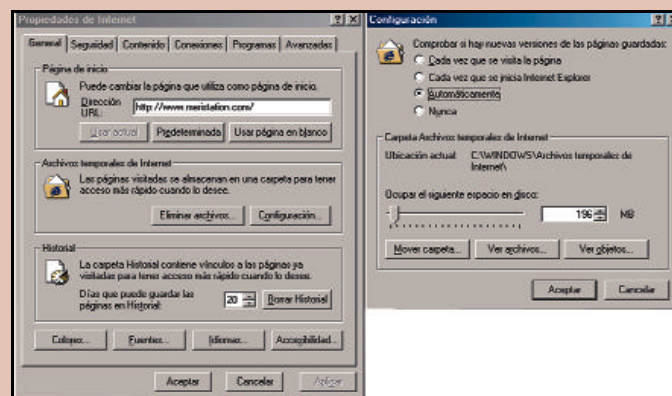 Propiedades de Internet
General Seguridad Contenido Conexiones Programas Avanzadas
Página de inicio
Puede cambiar la página que utiliza como página de inicio.
Dirección URL: http://www.meristation.com/
Usar actual Predeterminada Usar página en blanco
Archivos temporales de Internet
Las páginas visitadas se almacenan en una carpeta para tener
acceso más rápido cuando lo desee.
Eliminar archivos... Configuración...
Historial
La carpeta Historial contiene vínculos a las páginas ya
visitadas para tener acceso más rápido cuando lo desee.
Días que puede guardar las
páginas en Historial: 20 Borrar Historial
Colores... Fuentes... Idiomas... Accesibilidad...
Aceptar Cancelar Aplicar
Configuración
Comprobar si hay nuevas versiones de las páginas guardadas:
Cada vez que se visita la página
Cada vez que se inicia Internet Explorer
Automáticamente
Nunca
Carpeta Archivos temporales de Internet
Ubicación actual: C:\WINDOWS\Archivos temporales de
Internet\
Ocupar el siguiente espacio en disco:
196 MB
Mover carpeta... Ver archivos... Ver objetos...
Aceptar Cancelar